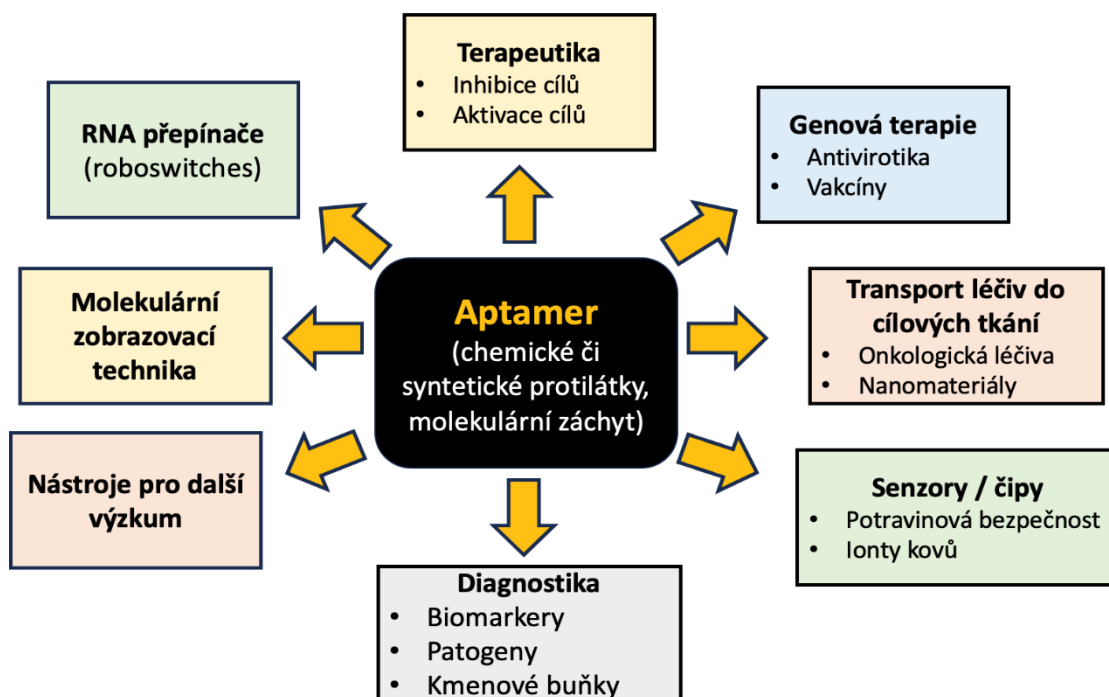 Terapeutika
• Inhibice cílů
• Aktivace cílů
RNA přepínače
(roboswitches)
Genová terapie
• Antivirotika
• Vakcíny
Molekulární
zobrazovací
technika
Aptamer
(chemické či
syntetické protilátky,
molekulární záchyt)
Transport léčiv do
cílových tkání
• Onkologická léčiva
• Nanomateriály
Nástroje pro další
výzkum
Senzory / čipy
• Potravinová bezpečnost
• Ionty kovů
Diagnostika
• Biomarkery
• Patogeny
• Kmenové buňky